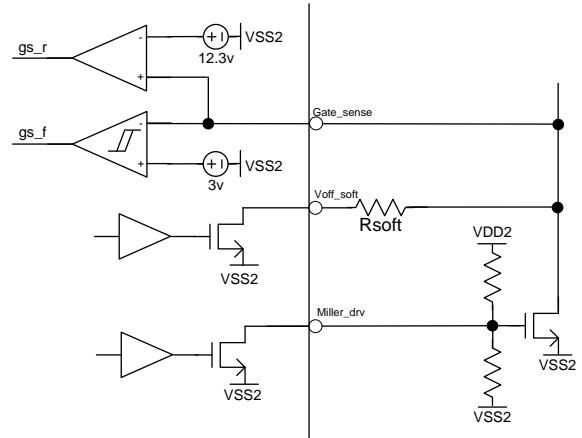 gs_r
VSS2
12.3v
gs_f
Gate_sense
VSS2
3v
Voff_soft
Rsoft
VDD2
VSS2
Miller_drv
VSS2
VSS2
VSS2